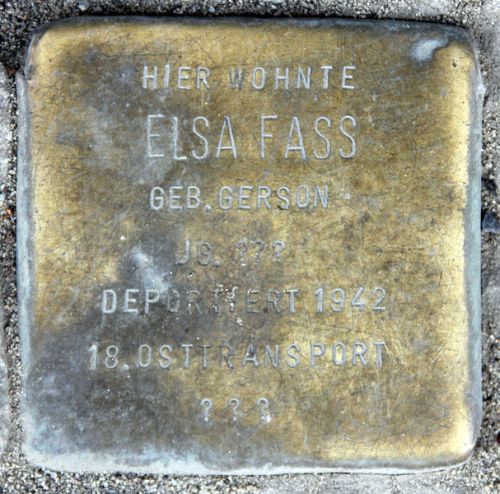 HIER WOHNTE
ELSA FASS
GEB. GERSON
JG. ???
DEPORTIERT 1942
18. OSTTRANSPORT
???